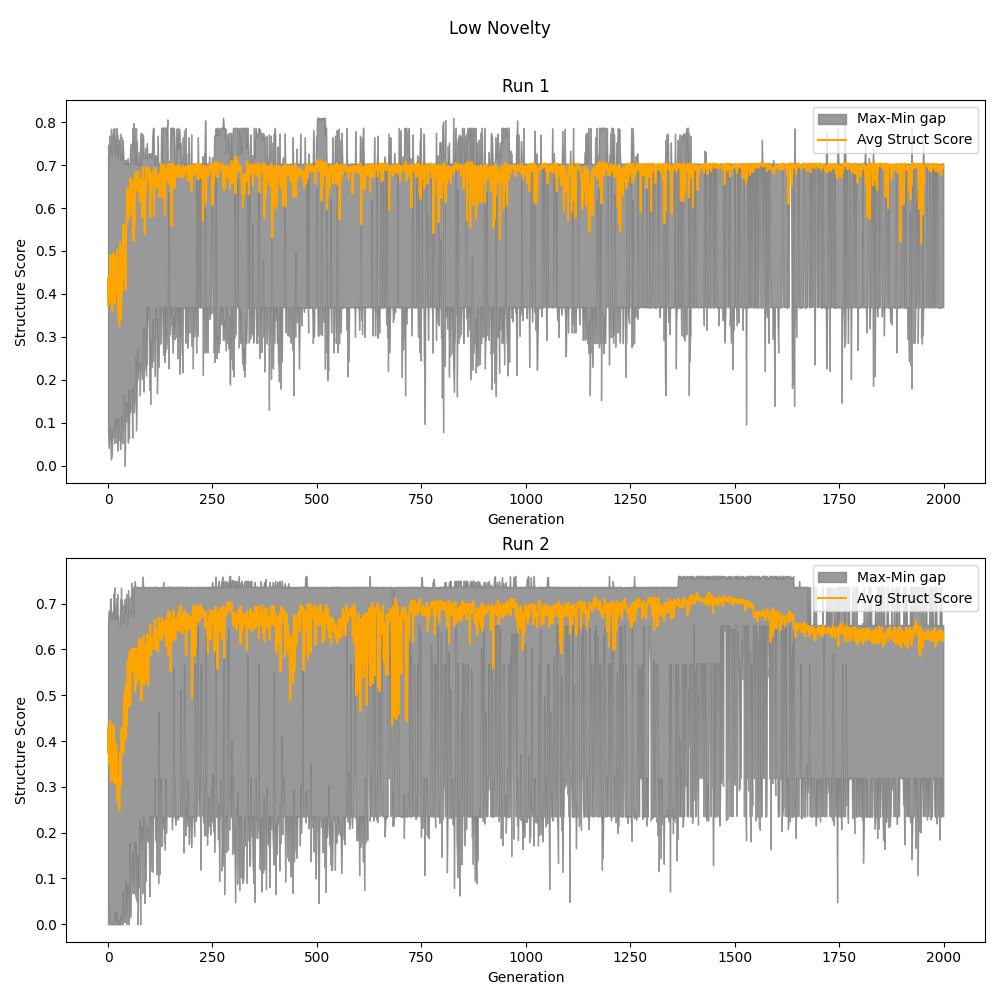 Low Novelty
Run 1
Structure Score
0.8
0.7
0.6
0.5
0.4
0.3
0.2
0.1
0.0
Max-Min gap
Avg Struct Score
0 250 500 750 1000 1250 1500 1750 2000
Generation
Run 2
Structure Score
0.7
0.6
0.5
0.4
0.3
0.2
0.1
0.0
Max-Min gap
Avg Struct Score
0 250 500 750 1000 1250 1500 1750 2000
Generation